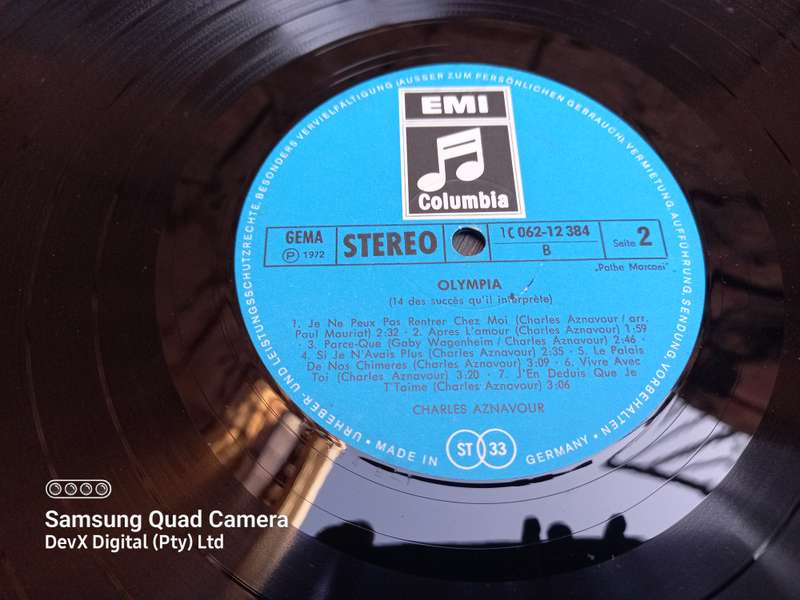 URHEBER- UND LEISTUNGSSCHUTZRECHTE, BESONDERS VERVIELFÄLTIGUNG (AUSSER ZUM PERSÖNLICHEN GEBRAUCH), VERMIETUNG, AUFFÜHRUNG, SENDUNG, VORBEHALTEN
EMI
Columbia
GEMA
Ⓟ 1972
STEREO
1C 062-12 384
B
Seite 2
„Pathe Marconi"
OLYMPIA
(14 des succès qu'il interprète)
1. Je Ne Peux Pas Rentrer Chez Moi (Charles Aznavour / arr.
Paul Mauriat) 2:32 · 2. Apres L'amour (Charles Aznavour) 1:59
· 3. Parce-Que (Gaby Wagenheim / Charles Aznavour) 2:46 ·
4. Si Je N'Avais Plus (Charles Aznavour) 2:35 · 5. Le Palais
De Nos Chimeres (Charles Aznavour) 3:09 · 6. Vivre Avec
Toi (Charles Aznavour) 3:20 · 7. J'En Deduis Que Je
T'Taime (Charles Aznavour) 3:06
CHARLES AZNAVOUR
• MADE IN ST 33 GERMANY •
Samsung Quad Camera
DevX Digital (Pty) Ltd